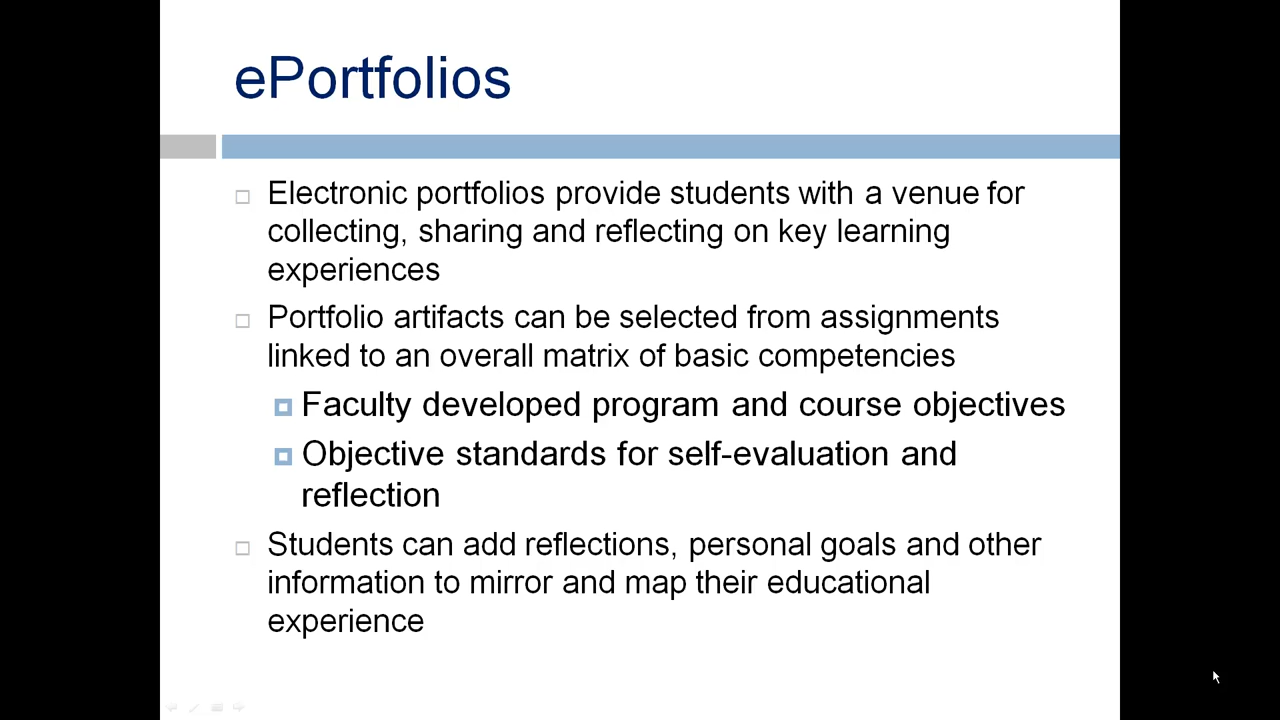 ePortfolios
Electronic portfolios provide students with a venue for
collecting, sharing and reflecting on key learning
experiences
Portfolio artifacts can be selected from assignments
linked to an overall matrix of basic competencies
Faculty developed program and course objectives
Objective standards for self-evaluation and
reflection
Students can add reflections, personal goals and other
information to mirror and map their educational
experience